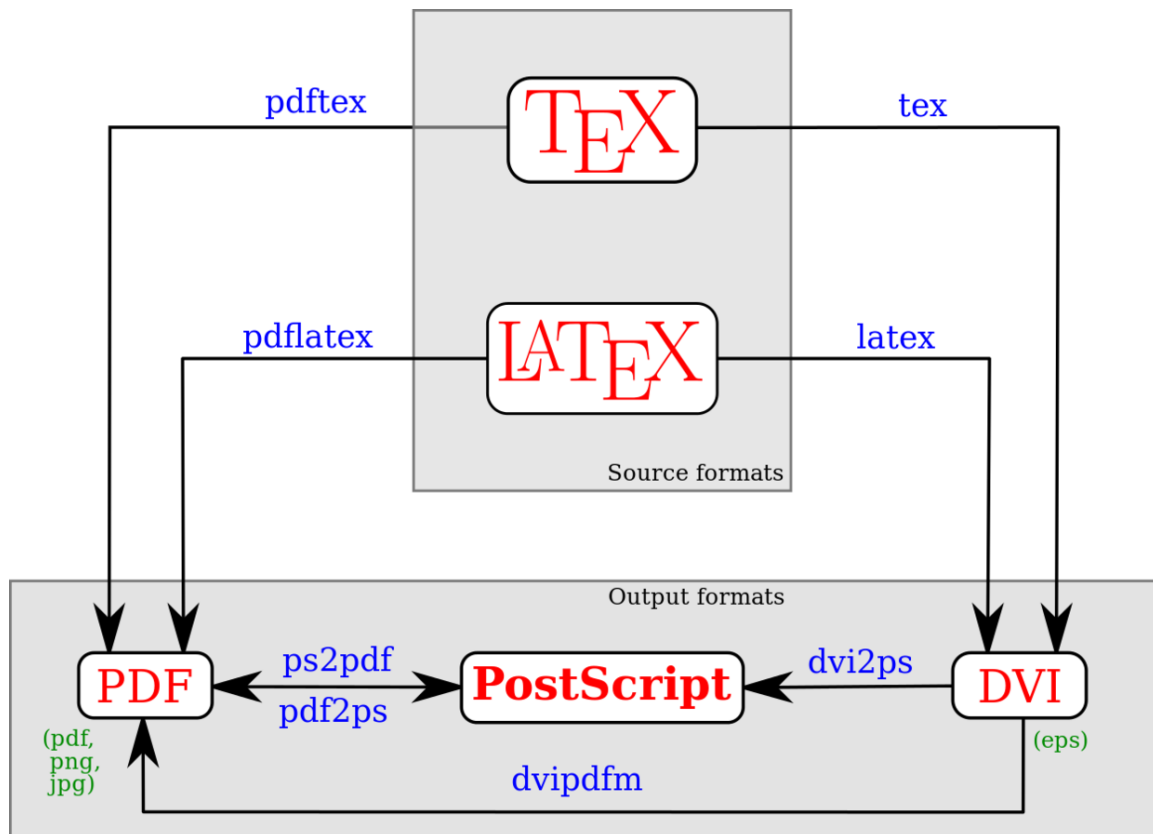 pdftex
TEX
tex
pdflatex
LATEX
latex
Source formats
Output formats
PDF
ps2pdf
pdf2ps
PostScript
dvi2ps
DVI
(pdf,
png,
jpg)
(eps)
dvipdfm